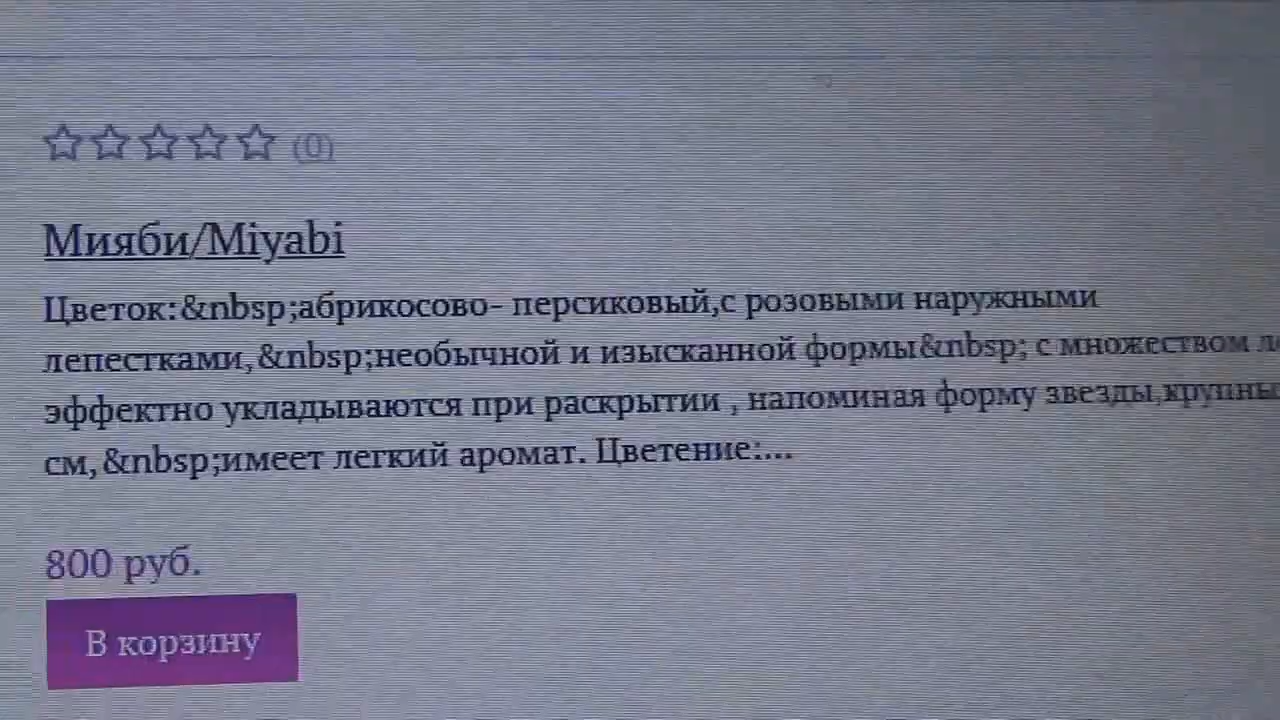 (0)
Мияби/Miyabi
Цветок:&nbsp;абрикосово- персиковый,с розовыми наружными
лепестками,&nbsp;необычной и изысканной формы&nbsp; с множеством
эффектно укладываются при раскрытии , напоминая форму звезды,
см,&nbsp;имеет легкий аромат. Цветение:...
800 руб.
В корзину